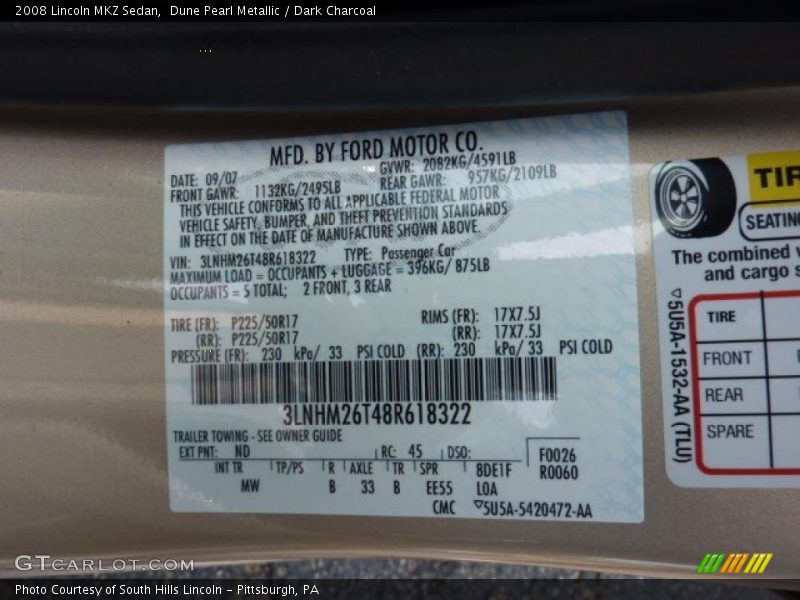 2008 Lincoln MKZ Sedan, Dune Pearl Metallic / Dark Charcoal
MFD. BY FORD MOTOR CO.
DATE: 09/07 GVWR: 2082KG/4591LB
FRONT GAWR: 1132KG/2495LB REAR GAWR: 957KG/2109LB
THIS VEHICLE CONFORMS TO ALL APPLICABLE FEDERAL MOTOR
VEHICLE SAFETY, BUMPER, AND THEFT PREVENTION STANDARDS
IN EFFECT ON THE DATE OF MANUFACTURE SHOWN ABOVE.
VIN: 3LNHM26T48R618322 TYPE: Passenger Car
MAXIMUM LOAD = OCCUPANTS + LUGGAGE = 396KG/ 875LB
OCCUPANTS = 5 TOTAL; 2 FRONT, 3 REAR
TIRE (FR): P225/50R17 RIMS (FR): 17X7.5J
(RR): P225/50R17 (RR): 17X7.5J
PRESSURE (FR): 230 kPa/ 33 PSI COLD (RR): 230 kPa/ 33 PSI COLD
3LNHM26T48R618322
TRAILER TOWING - SEE OWNER GUIDE
EXT PNT: ND RC: 45 DSO: F0026
INT TR TP/PS R AXLE TR SPR 8DE1F R0060
MW B 33 B EE55 LOA
CMC ▽5U5A-5420472-AA
TIR
SEATING
The combined
and cargo s
▽5U5A-1532-AA (TLU)
TIRE
FRONT
REAR
SPARE
GTCARLOT.COM
Photo Courtesy of South Hills Lincoln - Pittsburgh, PA